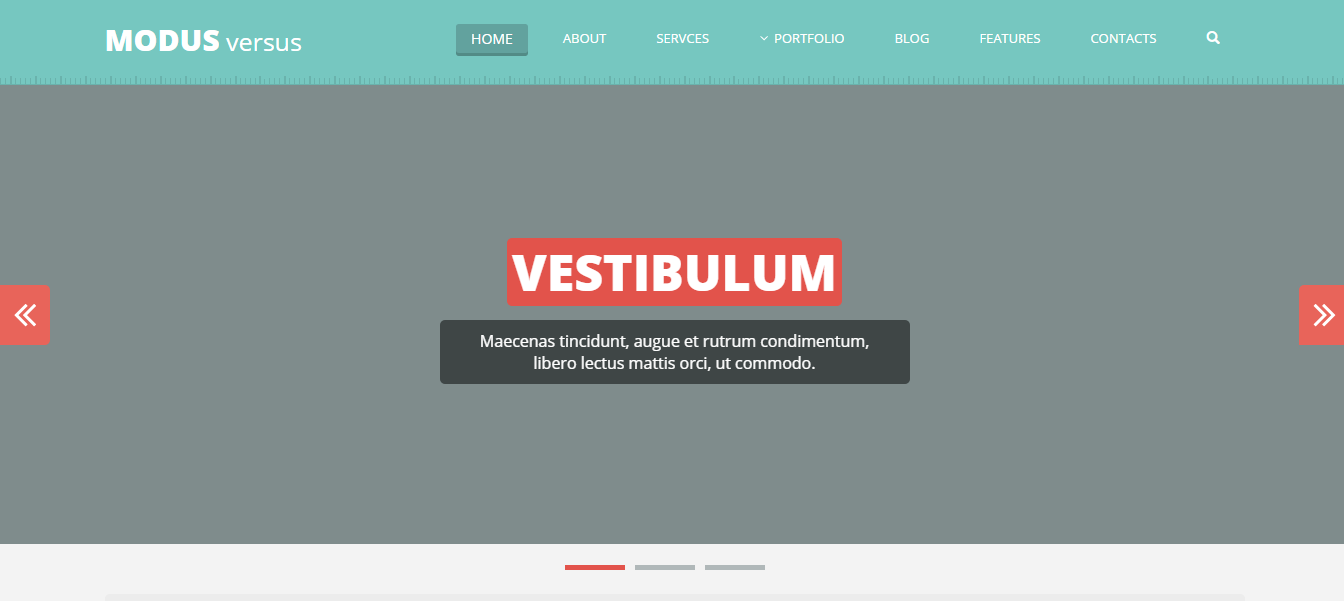 MODUS versus
HOME
ABOUT
SERVCES
PORTFOLIO
BLOG
FEATURES
CONTACTS
VESTIBULUM
Maecenas tincidunt, augue et rutrum condimentum,
libero lectus mattis orci, ut commodo.